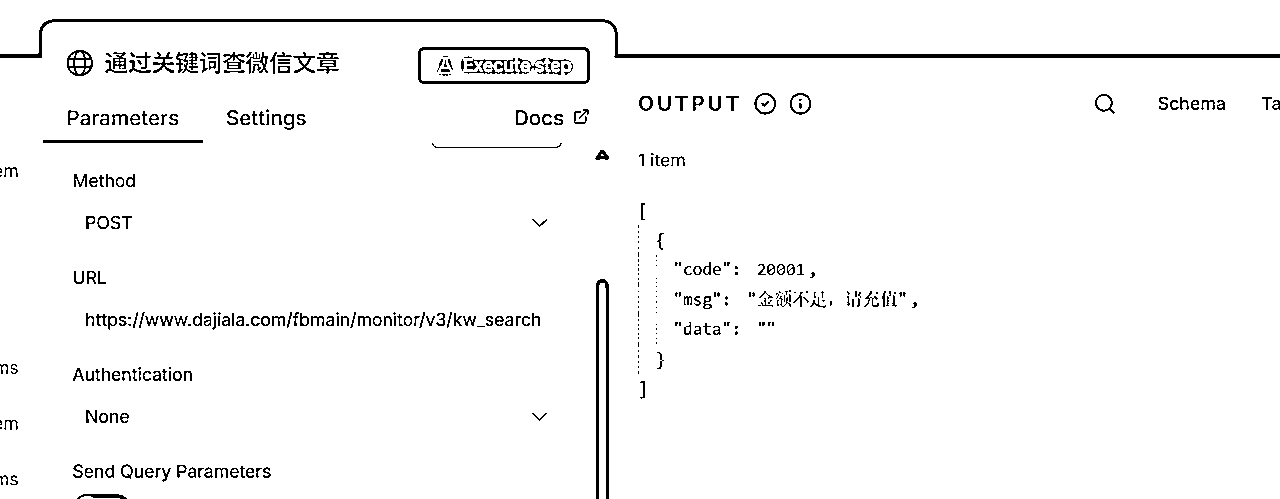 通过关键词查微信文章
Execute step
Parameters
Settings
Docs
em
Method
POST
URL
https://www.dajiala.com/fbmain/monitor/v3/kw_search
ms
Authentication
None
em
Send Query Parameters
ms
OUTPUT
Schema
Ta
1 item
[
{
"code": 20001,
"msg": "金额不足，请充值",
"data": ""
}
]